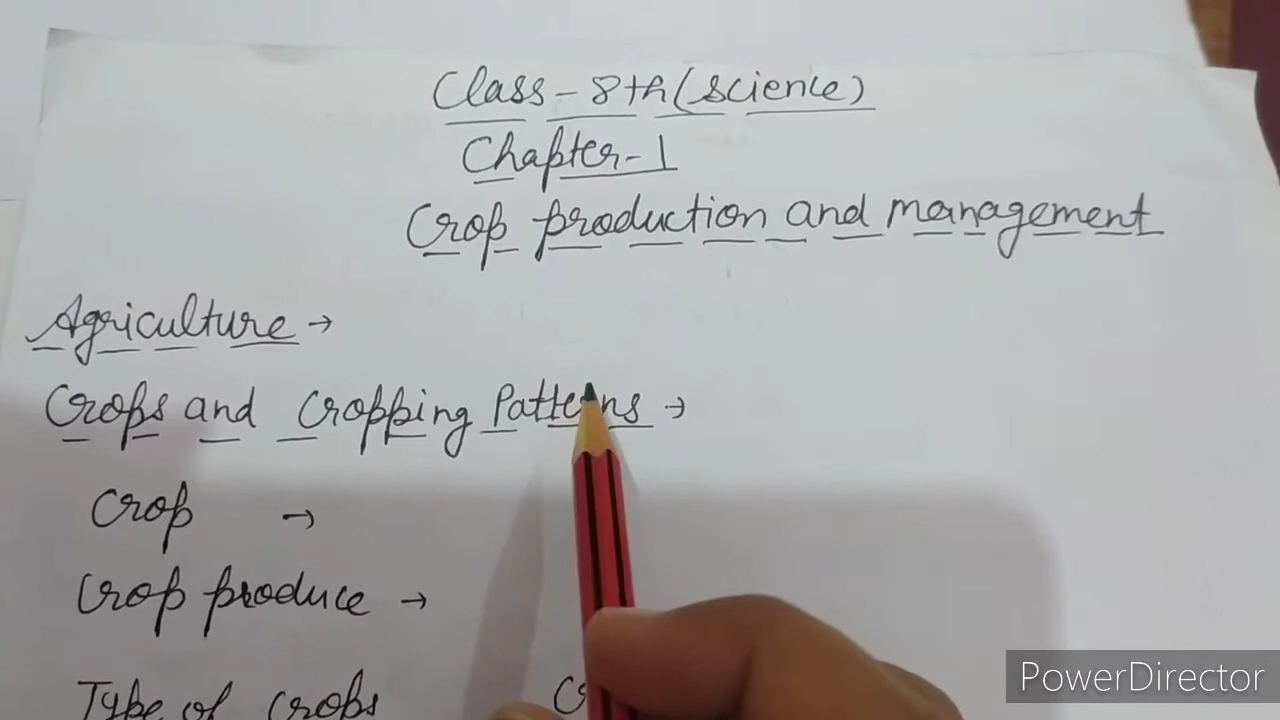 Class - 8th (science)
Chapter - 1
Crop production and management
Agriculture →
Crops and Cropping Patterns →
Crop →
Crop produce →
Type of Crops
PowerDirector